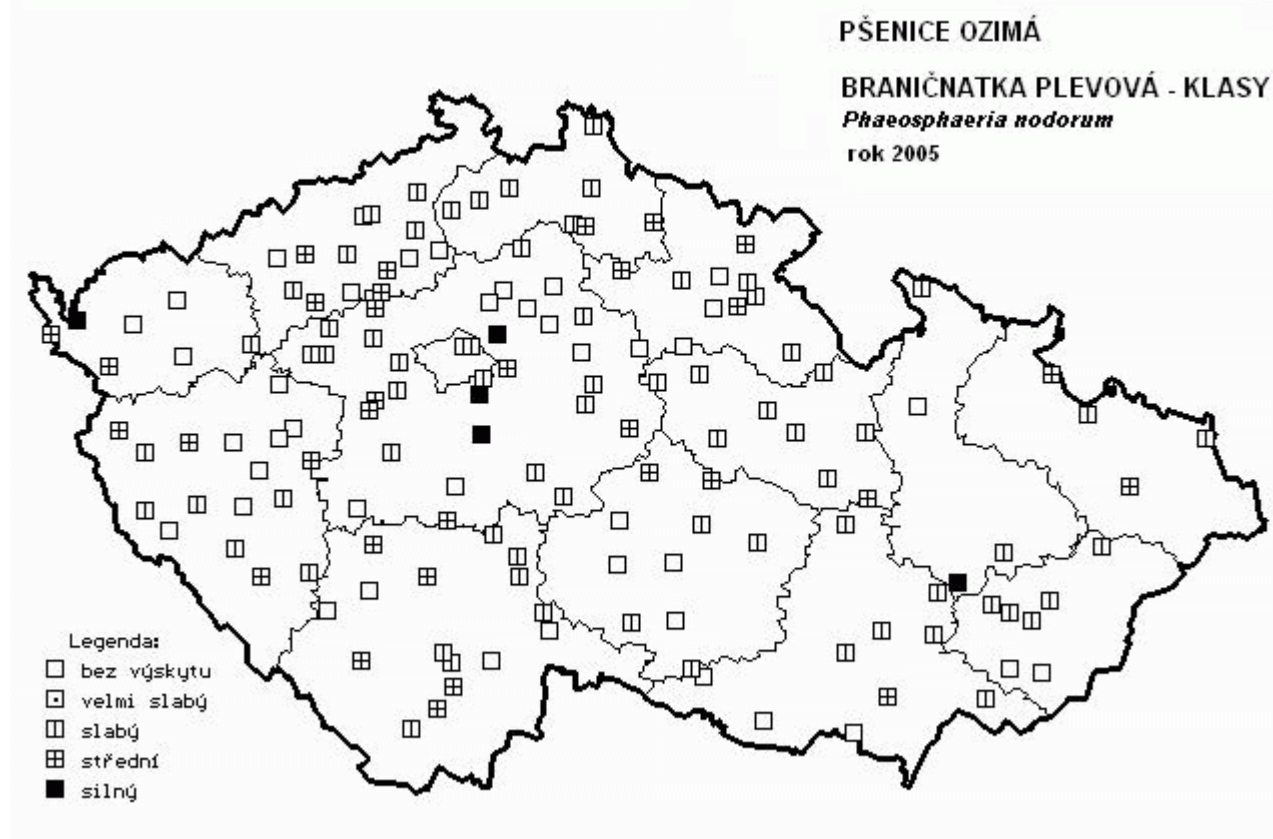 PŠENICE OZIMÁ
BRANIČNATKA PLEVOVÁ - KLASY
Phaeosphaeria nodorum
rok 2005
Legenda:
bez výskytu
velmi slabý
slabý
střední
silný